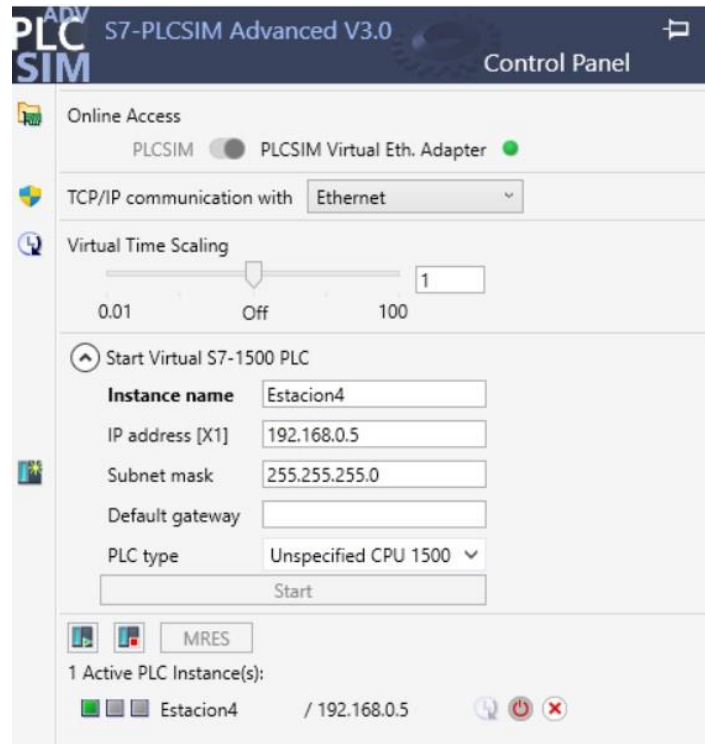 ADV
PLC
SIM
S7-PLCSIM Advanced V3.0
Control Panel
Online Access
PLCSIM PLCSIM Virtual Eth. Adapter
TCP/IP communication with Ethernet
Virtual Time Scaling
1
0.01 Off 100
Start Virtual S7-1500 PLC
Instance name Estacion4
IP address [X1] 192.168.0.5
Subnet mask 255.255.255.0
Default gateway
PLC type Unspecified CPU 1500
Start
MRES
1 Active PLC Instance(s):
Estacion4 / 192.168.0.5